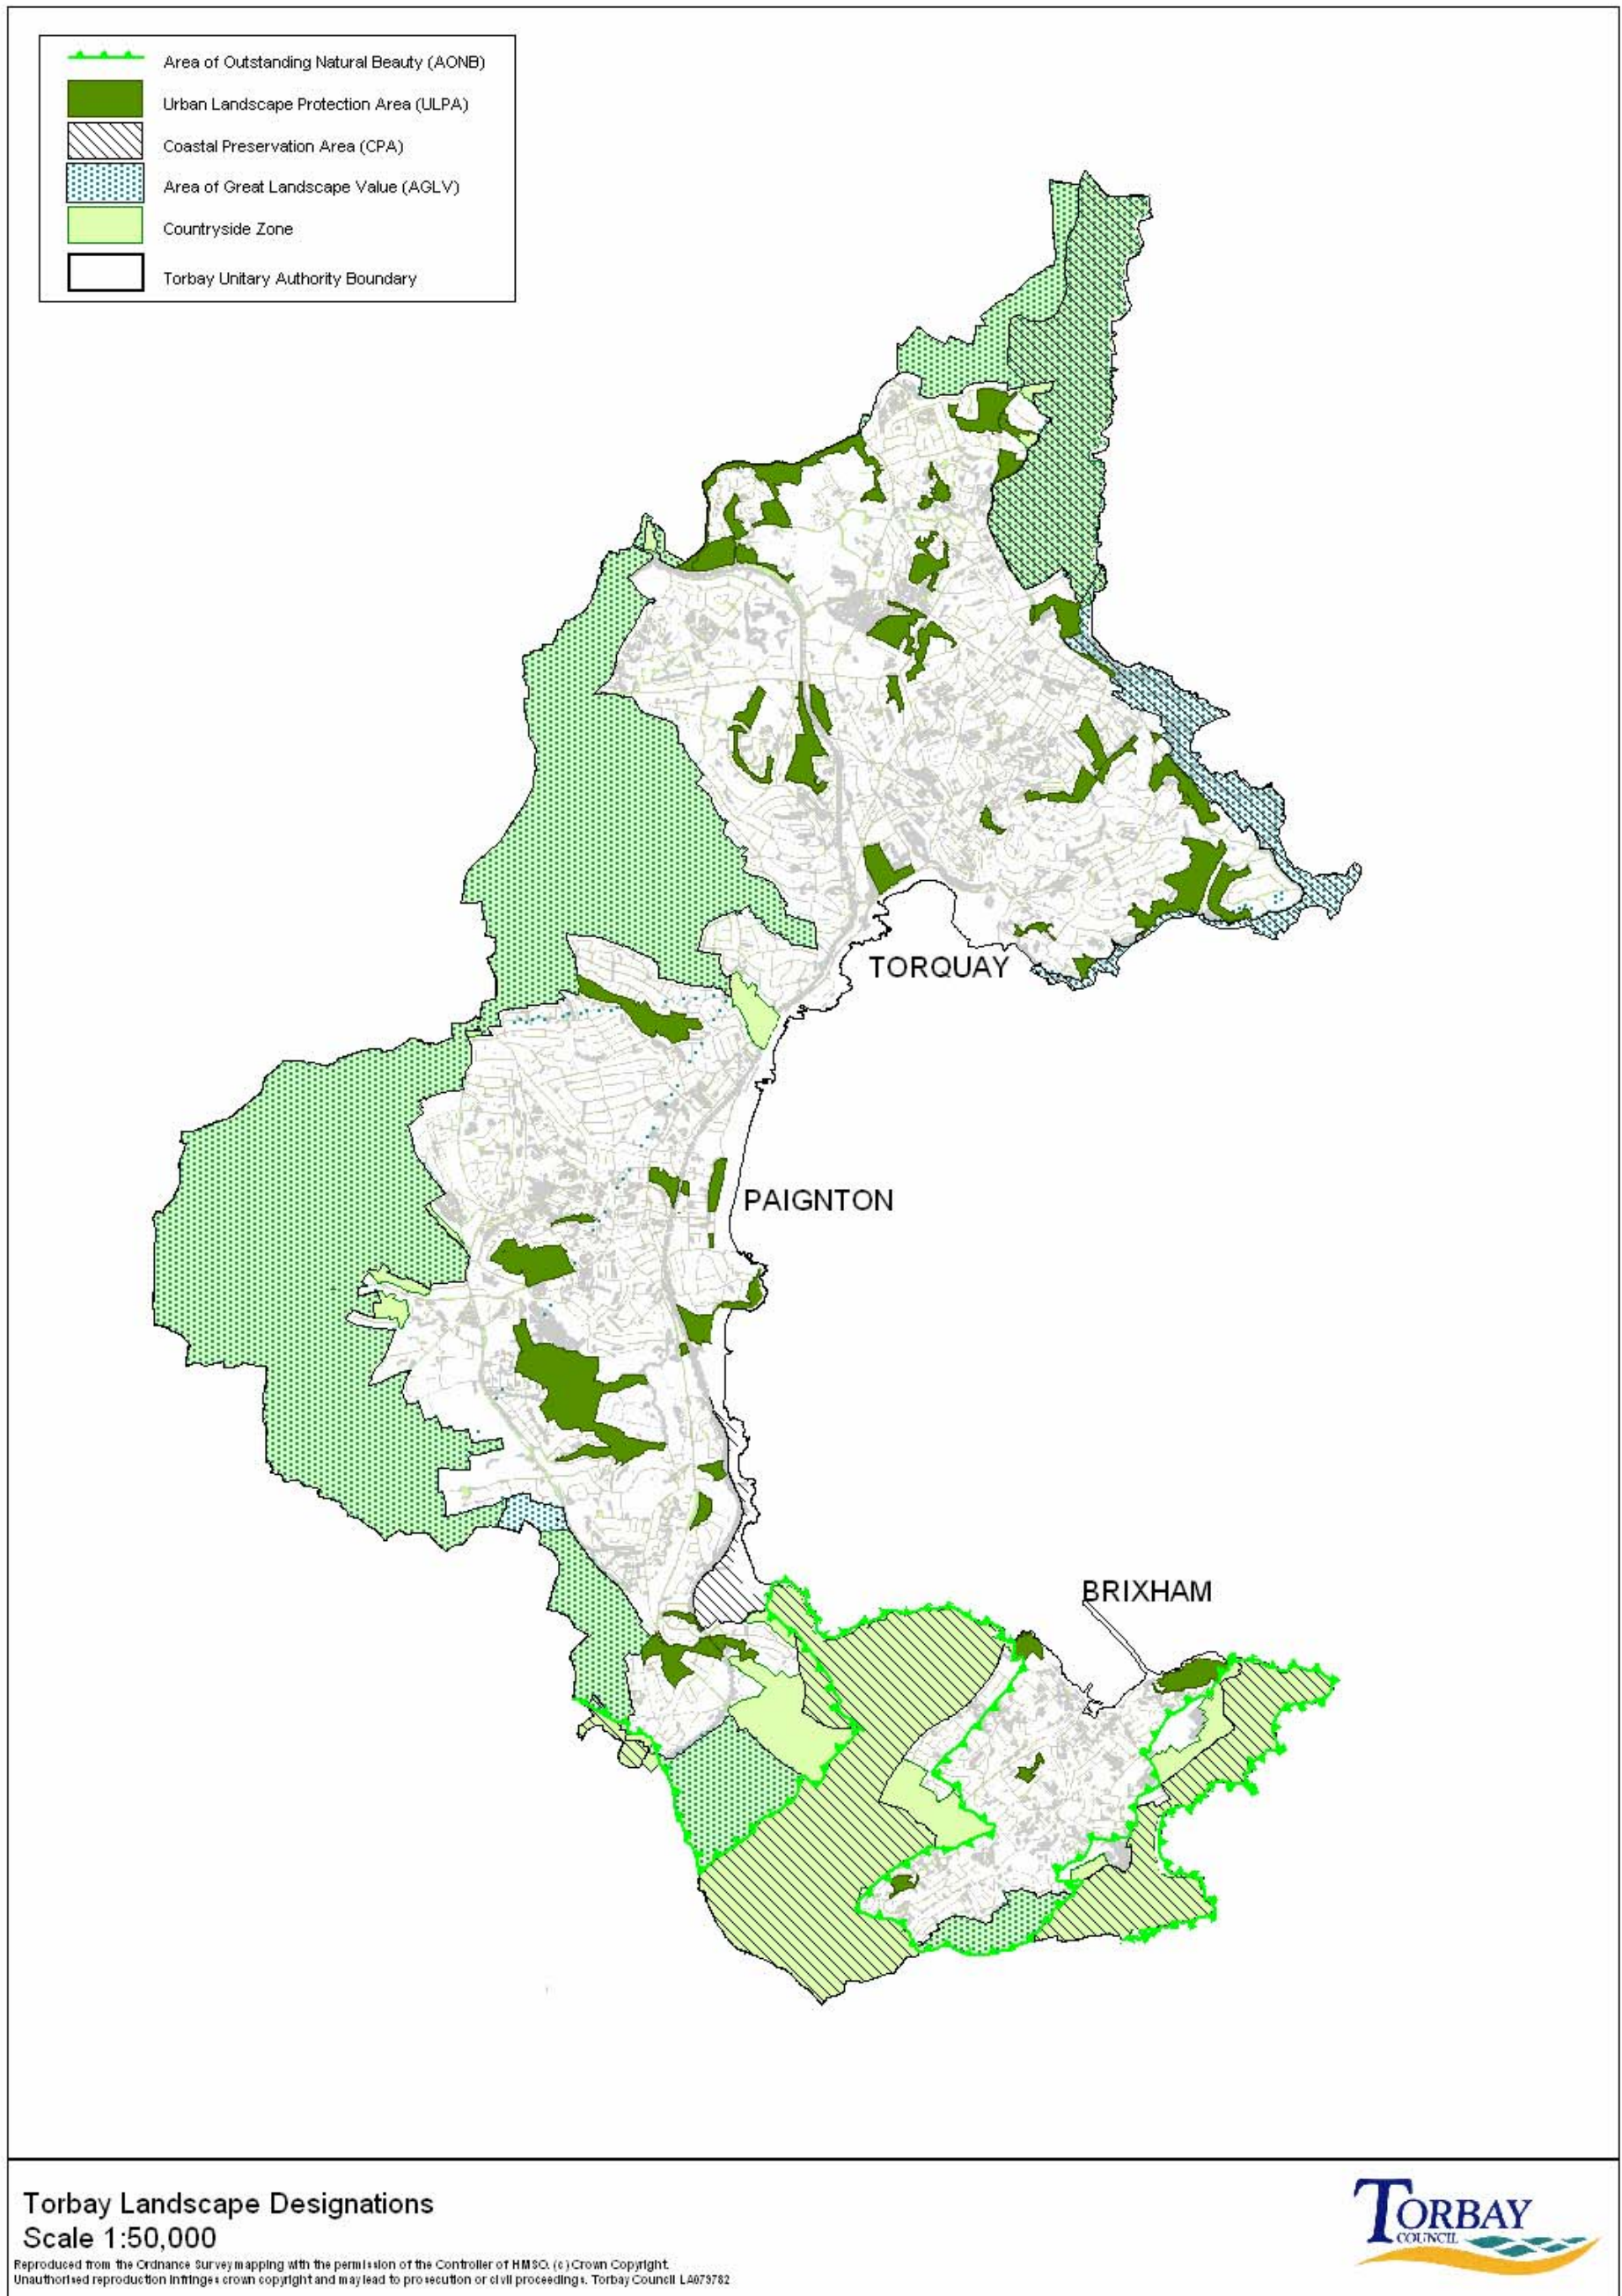 Area of Outstanding Natural Beauty (AONB)
Urban Landscape Protection Area (ULPA)
Coastal Preservation Area (CPA)
Area of Great Landscape Value (AGLV)
Countryside Zone
Torbay Unitary Authority Boundary
TORQUAY
PAIGNTON
BRIXHAM
Torbay Landscape Designations
Scale 1:50,000
Reproduced from the Ordnance Survey mapping with the permission of the Controller of HMSO. (c) Crown Copyright.
Unauthorised reproduction infringes crown copyright and may lead to prosecution or civil proceedings. Torbay Council LA079782
TORBAY
COUNCIL